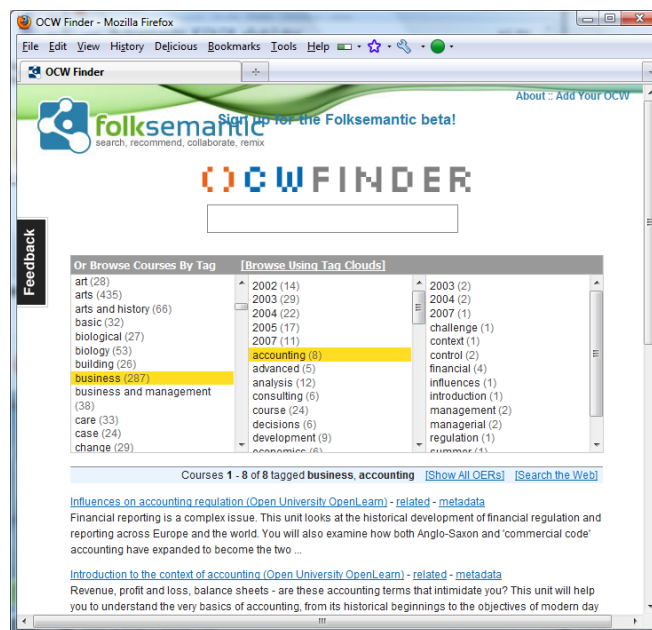 OCW Finder - Mozilla Firefox
File Edit View History Delicious Bookmarks Tools Help
OCW Finder
About :: Add Your OCW
folksemantic
Sign up for the Folksemantic beta!
search, recommend, collaborate, remix
OCWFINDER
Feedback
Or Browse Courses By Tag [Browse Using Tag Clouds]
art (28)
arts (435)
arts and history (66)
basic (32)
biological (27)
biology (53)
building (26)
business (287)
business and management
(38)
care (33)
case (24)
change (29)
2002 (14)
2003 (29)
2004 (22)
2005 (17)
2007 (11)
accounting (8)
advanced (5)
analysis (12)
consulting (6)
course (24)
decisions (6)
development (9)
economics (6)
2003 (2)
2004 (2)
2007 (1)
challenge (1)
context (1)
control (2)
financial (4)
influences (1)
introduction (1)
management (2)
managerial (2)
regulation (1)
summer (1)
Courses 1 - 8 of 8 tagged business, accounting [Show All OERs] [Search the Web]
Influences on accounting regulation (Open University OpenLearn) - related - metadata
Financial reporting is a complex issue. This unit looks at the historical development of financial regulation and
reporting across Europe and the world. You will also examine how both Anglo-Saxon and 'commercial code'
accounting have expanded to become the two ...
Introduction to the context of accounting (Open University OpenLearn) - related - metadata
Revenue, profit and loss, balance sheets - are these accounting terms that intimidate you? This unit will help
you to understand the very basics of accounting, from its historical beginnings to the objectives of modern day